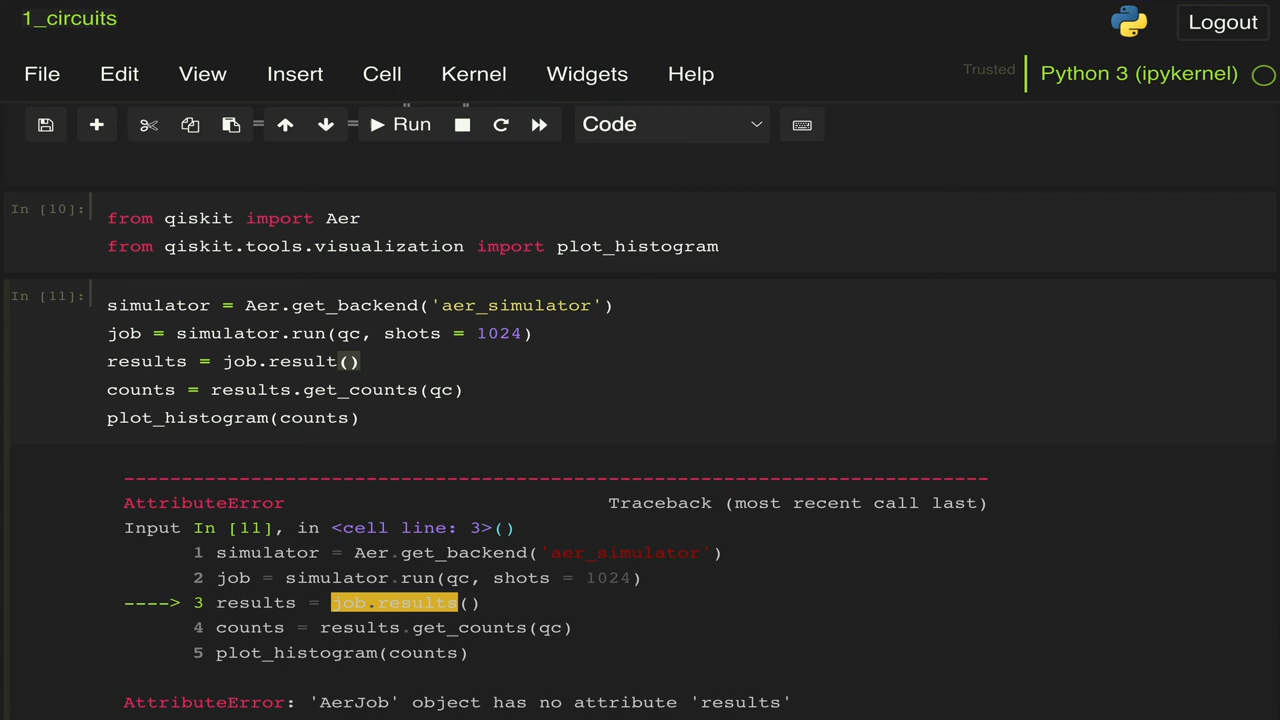 1_circuits
Logout
File Edit View Insert Cell Kernel Widgets Help
Trusted
Python 3 (ipykernel)
Run
Code
In [10]:
from qiskit import Aer
from qiskit.tools.visualization import plot_histogram
In [11]:
simulator = Aer.get_backend('aer_simulator')
job = simulator.run(qc, shots = 1024)
results = job.result()
counts = results.get_counts(qc)
plot_histogram(counts)
---------------------------------------------------------------------------
AttributeError Traceback (most recent call last)
Input In [11], in <cell line: 3>()
1 simulator = Aer.get_backend('aer_simulator')
2 job = simulator.run(qc, shots = 1024)
----> 3 results = job.results()
4 counts = results.get_counts(qc)
5 plot_histogram(counts)
AttributeError: 'AerJob' object has no attribute 'results'